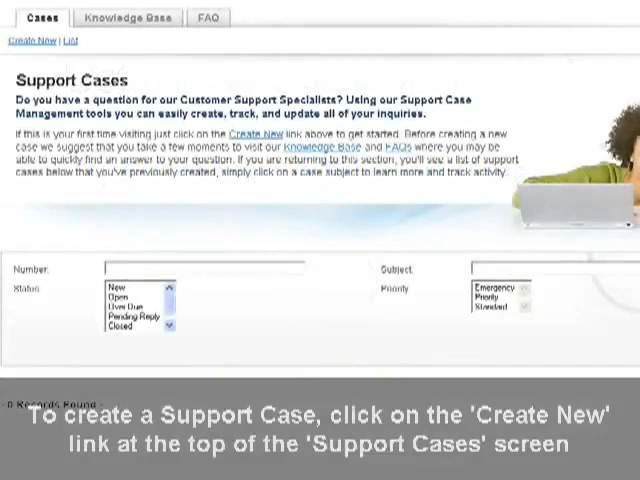 Cases Knowledge Base FAQ
Create New | List
Support Cases
Do you have a question for our Customer Support Specialists? Using our Support Case
Management tools you can easily create, track, and update all of your inquiries.
If this is your first time visiting just click on the Create New link above to get started. Before creating a new
case we suggest that you take a few moments to visit our Knowledge Base and FAQs where you may be
able to quickly find an answer to your question. If you are returning to this section, you'll see a list of support
cases below that you've previously created, simply click on a case subject to learn more and track activity.
Number: Subject:
Status New Priority Emergency
Open Priority
Over Due Standard
Pending Reply
Closed
- 0 Records Found -
To create a Support Case, click on the 'Create New'
link at the top of the 'Support Cases' screen